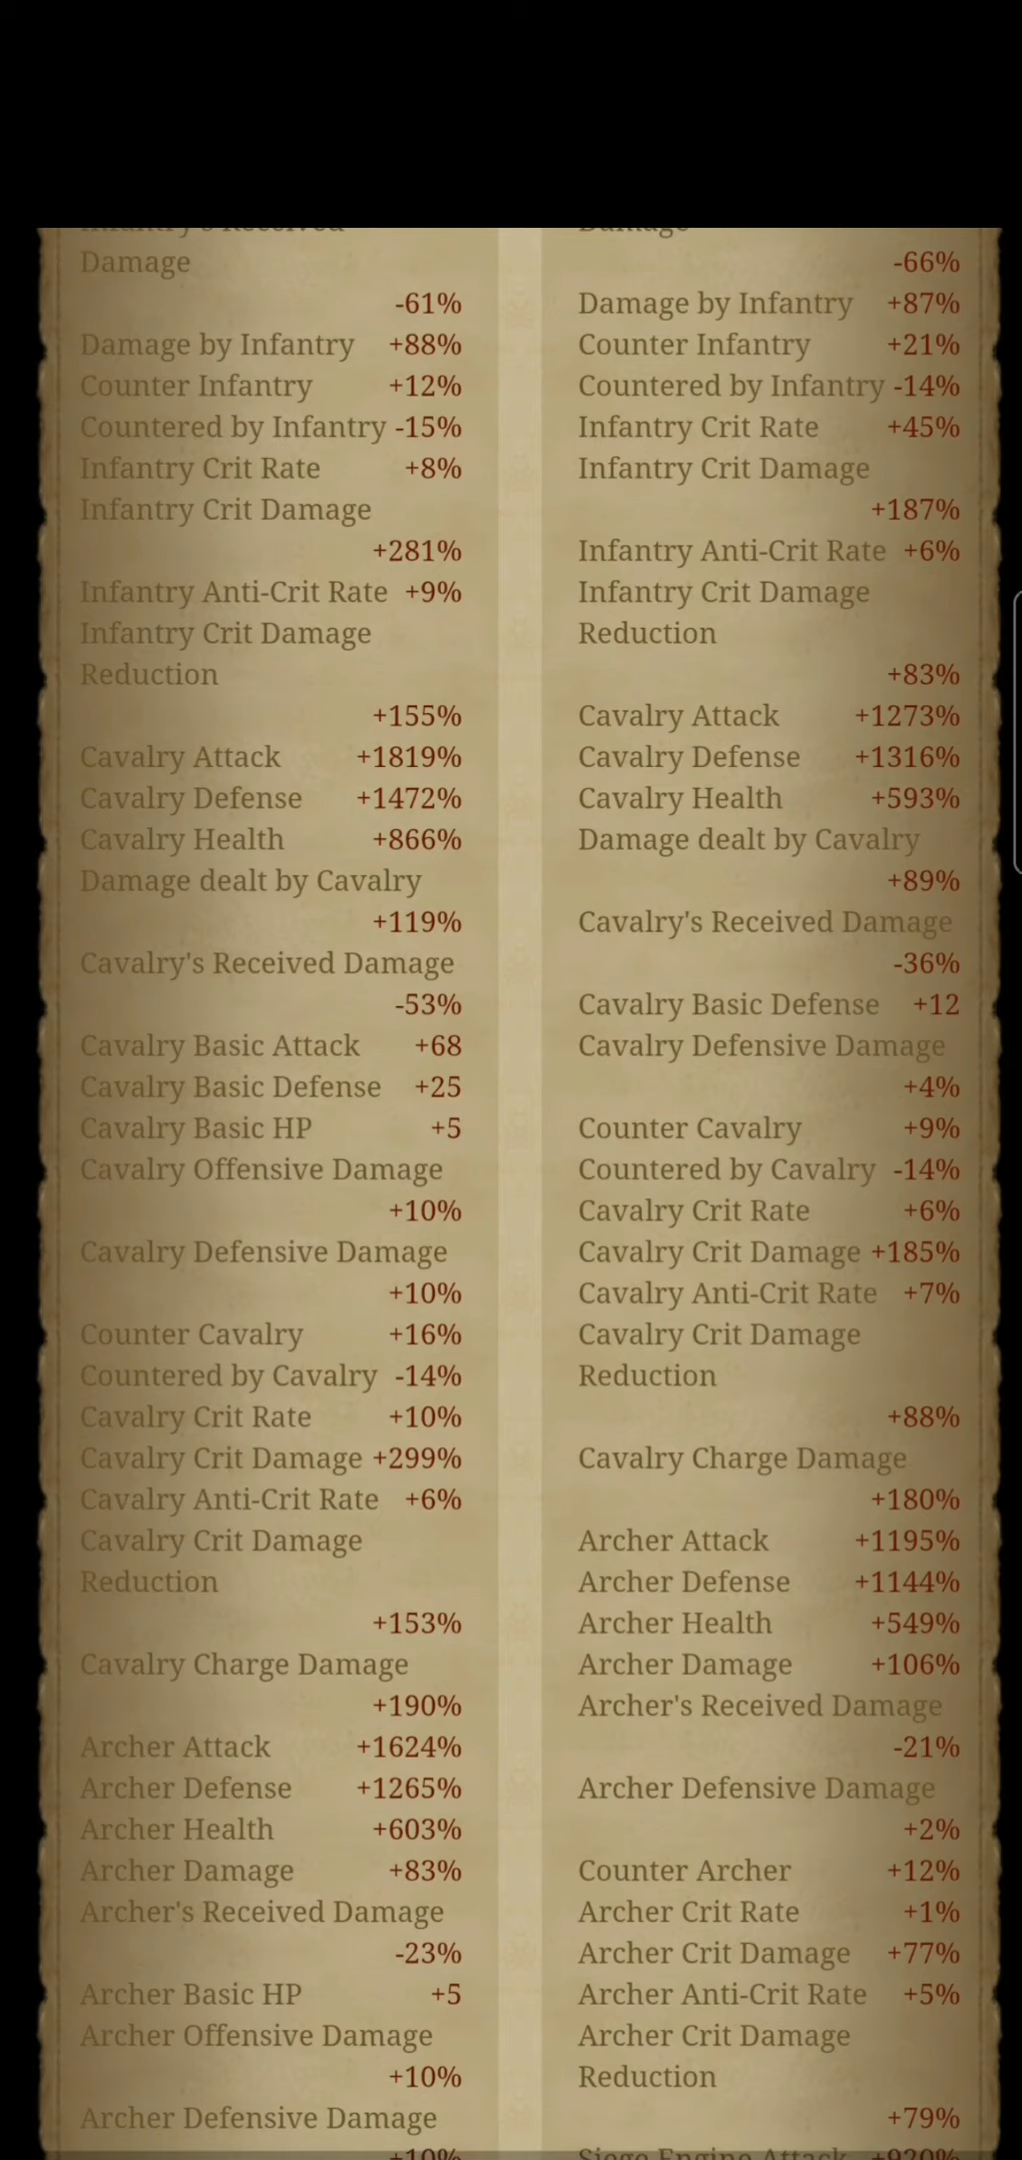 Infantry's Received
Damage
-61%
Damage by Infantry +88%
Counter Infantry +12%
Countered by Infantry -15%
Infantry Crit Rate +8%
Infantry Crit Damage
+281%
Infantry Anti-Crit Rate +9%
Infantry Crit Damage
Reduction
+155%
Cavalry Attack +1819%
Cavalry Defense +1472%
Cavalry Health +866%
Damage dealt by Cavalry
+119%
Cavalry's Received Damage
-53%
Cavalry Basic Attack +68
Cavalry Basic Defense +25
Cavalry Basic HP +5
Cavalry Offensive Damage
+10%
Cavalry Defensive Damage
+10%
Counter Cavalry +16%
Countered by Cavalry -14%
Cavalry Crit Rate +10%
Cavalry Crit Damage +299%
Cavalry Anti-Crit Rate +6%
Cavalry Crit Damage
Reduction
+153%
Cavalry Charge Damage
+190%
Archer Attack +1624%
Archer Defense +1265%
Archer Health +603%
Archer Damage +83%
Archer's Received Damage
-23%
Archer Basic HP +5
Archer Offensive Damage
+10%
Archer Defensive Damage
+10%
Damage
-66%
Damage by Infantry +87%
Counter Infantry +21%
Countered by Infantry -14%
Infantry Crit Rate +45%
Infantry Crit Damage
+187%
Infantry Anti-Crit Rate +6%
Infantry Crit Damage
Reduction
+83%
Cavalry Attack +1273%
Cavalry Defense +1316%
Cavalry Health +593%
Damage dealt by Cavalry
+89%
Cavalry's Received Damage
-36%
Cavalry Basic Defense +12
Cavalry Defensive Damage
+4%
Counter Cavalry +9%
Countered by Cavalry -14%
Cavalry Crit Rate +6%
Cavalry Crit Damage +185%
Cavalry Anti-Crit Rate +7%
Cavalry Crit Damage
Reduction
+88%
Cavalry Charge Damage
+180%
Archer Attack +1195%
Archer Defense +1144%
Archer Health +549%
Archer Damage +106%
Archer's Received Damage
-21%
Archer Defensive Damage
+2%
Counter Archer +12%
Archer Crit Rate +1%
Archer Crit Damage +77%
Archer Anti-Crit Rate +5%
Archer Crit Damage
Reduction
+79%
Siege Engine Attack +920%